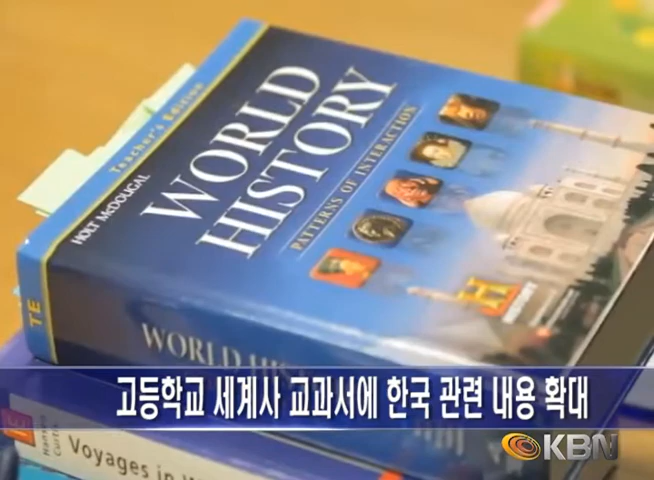 Teacher's Edition
HOLT McDOUGAL
WORLD
HISTORY
PATTERNS OF INTERACTION
H
HISTORY
TE
WORLD
고등학교 세계사 교과서에 한국 관련 내용 확대
KBN
Voyages in